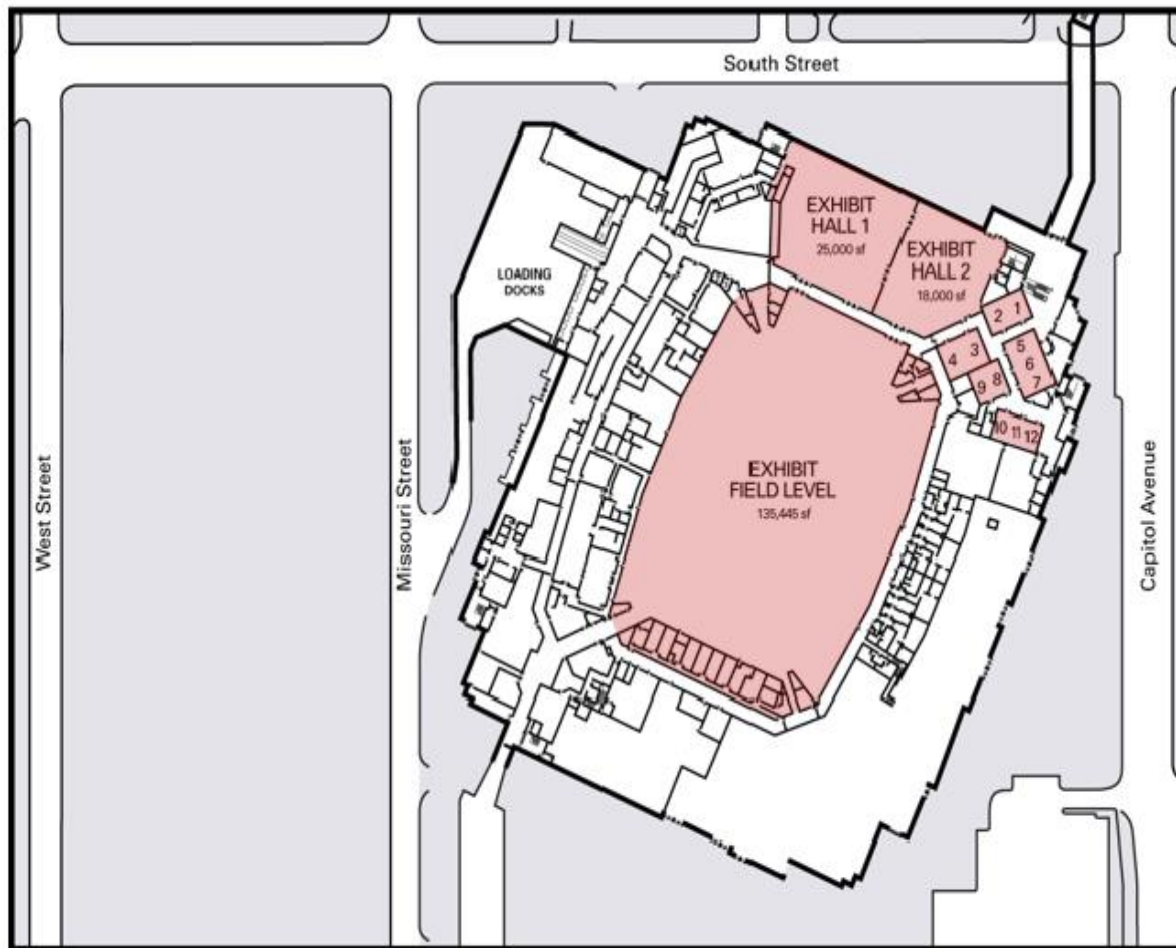 South Street
EXHIBIT
HALL 1
25,000 sf
EXHIBIT
HALL 2
18,000 sf
LOADING
DOCKS
2 1
5
6
7
4 3
9 8
10 11 12
EXHIBIT
FIELD LEVEL
135,445 sf
West Street
Missouri Street
Capitol Avenue